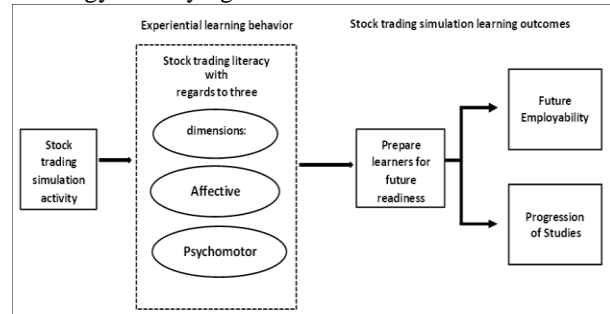 Experiential learning behavior
Stock trading simulation learning outcomes
Stock trading literacy
with
regards to three
dimensions:
Affective
Psychomotor
Stock
trading
simulation
activity
Prepare
learners for
future
readiness
Future
Employability
Progression
of Studies